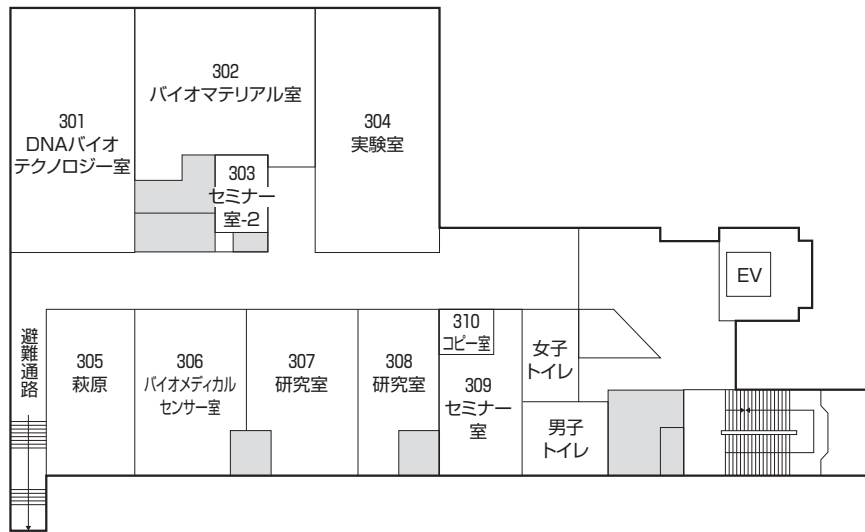 301
DNAバイオ
テクノロジー室
302
バイオマテリアル室
303
セミナー
室-2
304
実験室
EV
避難通路
305
萩原
306
バイオメディカル
センサー室
307
研究室
308
研究室
310
コピー室
309
セミナー
室
女子
トイレ
男子
トイレ